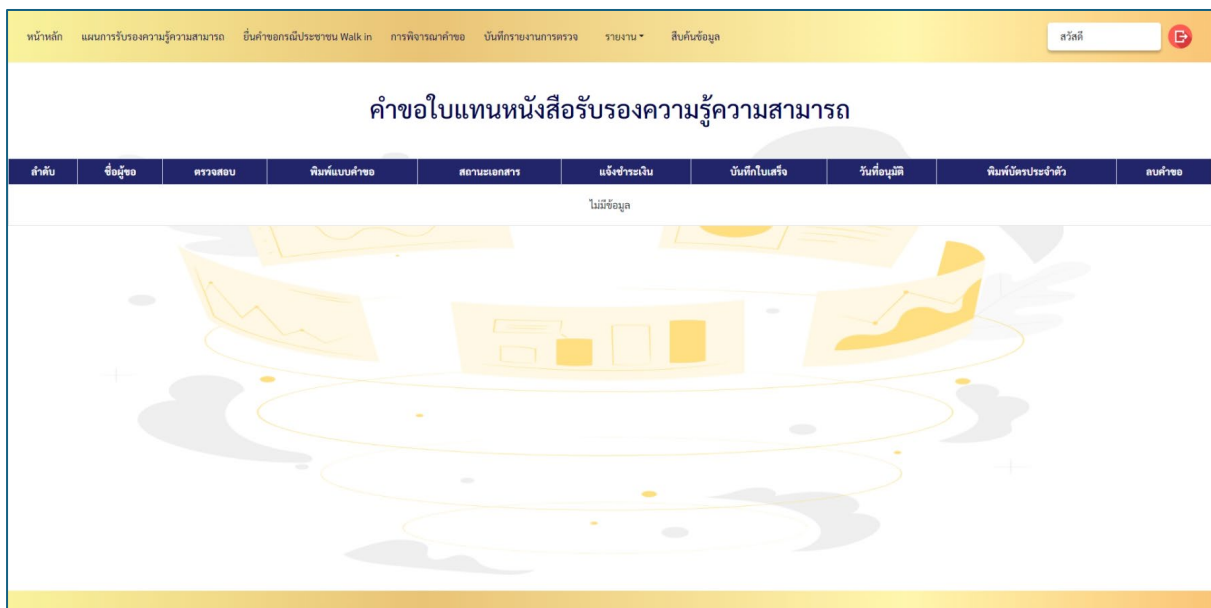 หน้าหลัก แผนการรับรองความรู้ความสามารถ ยื่นคำขอกรณีประชาชน Walk in การพิจารณาคำขอ บันทึกรายงานการตรวจ รายงาน สืบค้นข้อมูล สวัสดี
คำขอใบแทนหนังสือรับรองความรู้ความสามารถ
ลำดับ ชื่อผู้ขอ ตรวจสอบ พิมพ์แบบคำขอ สถานะเอกสาร แจ้งชำระเงิน บันทึกใบเสร็จ วันที่อนุมัติ พิมพ์บัตรประจำตัว ลบคำขอ
ไม่มีข้อมูล